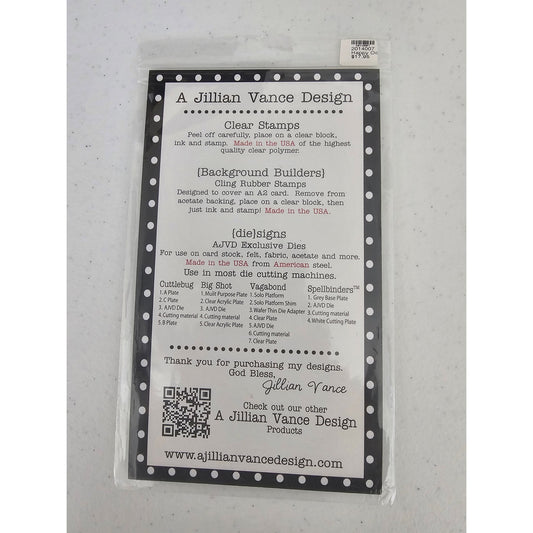 2014007
Happy Oc
$17.95
A Jillian Vance Design
Clear Stamps
Peel off carefully, place on a clear block,
ink and stamp. Made in the USA of the highest
quality clear polymer.
{Background Builders}
Cling Rubber Stamps
Designed to cover an A2 card. Remove from
acetate backing, place on a clear block, then
just ink and stamp! Made in the USA.
{die}signs
AJVD Exclusive Dies
For use on card stock, felt, fabric, acetate and more.
Made in the USA from American steel.
Use in most die cutting machines.
Cuttlebug
1. A Plate
2. C Plate
3. AJVD Die
4. Cutting material
5. B Plate
Big Shot
1. Mulit Purpose Plate
2. Clear Acrylic Plate
3. AJVD Die
4. Cutting material
5. Clear Acrylic Plate
Vagabond
1. Solo Platform
2. Solo Platform Shim
3. Wafer Thin Die Adapter
4. Clear Plate
5. AJVD Die
6. Cutting material
7. Clear Plate
Spellbinders™
1. Grey Base Plate
2. AJVD Die
3. Cutting material
4. White Cutting Plate
Thank you for purchasing my designs.
God Bless,
Jillian Vance
Check out our other
A Jillian Vance Design
Products
www.ajillianvancedesign.com